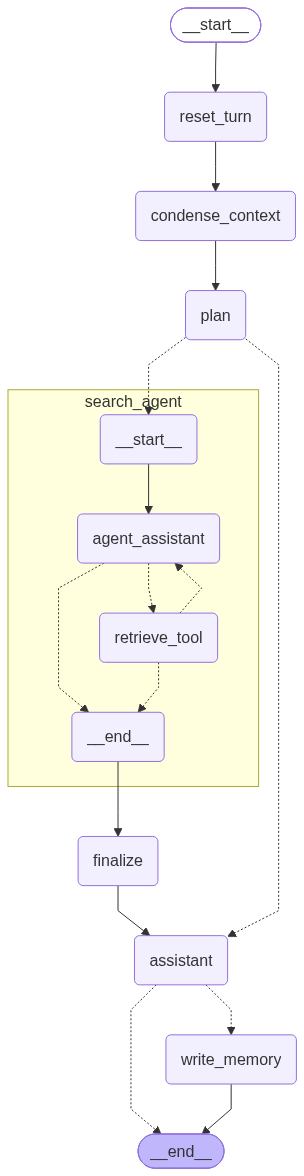 __start__
reset_turn
condense_context
plan
search_agent
__start__
agent_assistant
retrieve_tool
__end__
finalize
assistant
write_memory
__end__